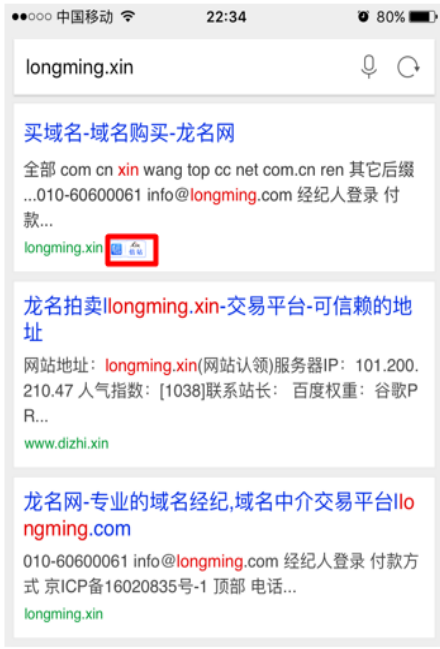 中国移动 22:34 80%
longming.xin
买域名-域名购买-龙名网
全部 com cn xin wang top cc net com.cn ren 其它后缀
...010-60600061 info@longming.com 经纪人登录 付
款...
longming.xin
龙名拍卖llongming.xin-交易平台-可信赖的地
址
网站地址：longming.xin(网站认领)服务器IP：101.200.
210.47 人气指数：[1038]联系站长： 百度权重：谷歌P
R...
www.dizhi.xin
龙名网-专业的域名经纪,域名中介交易平台llo
ngming.com
010-60600061 info@longming.com 经纪人登录 付款方
式 京ICP备16020835号-1 顶部 电话...
longming.xin